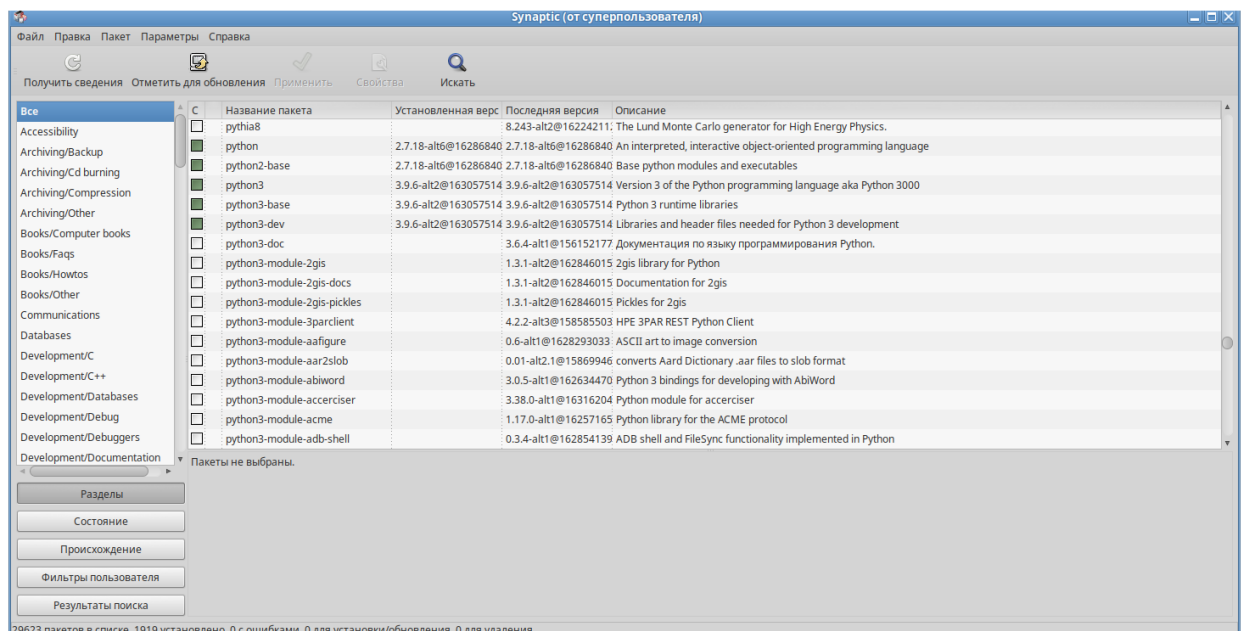 Synaptic (от суперпользователя)
Файл Правка Пакет Параметры Справка
Получить сведения Отметить для обновления Применить Свойства Искать
Все
Accessibility
Archiving/Backup
Archiving/Cd burning
Archiving/Compression
Archiving/Other
Books/Computer books
Books/Faqs
Books/Howtos
Books/Other
Communications
Databases
Development/C
Development/C++
Development/Databases
Development/Debug
Development/Debuggers
Development/Documentation
Разделы
Состояние
Происхождение
Фильтры пользователя
Результаты поиска
С Название пакета Установленная верс Последняя версия Описание
pythia8 8.243-alt2@16224211 The Lund Monte Carlo generator for High Energy Physics.
python 2.7.18-alt6@16286840 2.7.18-alt6@16286840 An interpreted, interactive object-oriented programming language
python2-base 2.7.18-alt6@16286840 2.7.18-alt6@16286840 Base python modules and executables
python3 3.9.6-alt2@163057514 3.9.6-alt2@163057514 Version 3 of the Python programming language aka Python 3000
python3-base 3.9.6-alt2@163057514 3.9.6-alt2@163057514 Python 3 runtime libraries
python3-dev 3.9.6-alt2@163057514 3.9.6-alt2@163057514 Libraries and header files needed for Python 3 development
python3-doc 3.6.4-alt1@156152177 Документация по языку программирования Python.
python3-module-2gis 1.3.1-alt2@162846015 2gis library for Python
python3-module-2gis-docs 1.3.1-alt2@162846015 Documentation for 2gis
python3-module-2gis-pickles 1.3.1-alt2@162846015 Pickles for 2gis
python3-module-3parclient 4.2.2-alt3@158585503 HPE 3PAR REST Python Client
python3-module-aafigure 0.6-alt1@1628293033 ASCII art to image conversion
python3-module-aar2slob 0.01-alt2.1@15869946 converts Aard Dictionary .aar files to slob format
python3-module-abiword 3.0.5-alt1@162634470 Python 3 bindings for developing with AbiWord
python3-module-accerciser 3.38.0-alt1@16316204 Python module for accerciser
python3-module-acme 1.17.0-alt1@16257165 Python library for the ACME protocol
python3-module-adb-shell 0.3.4-alt1@162854139 ADB shell and FileSync functionality implemented in Python
Пакеты не выбраны.
29623 пакетов в списке, 1919 установлено, 0 с ошибками, 0 для установки/обновления, 0 для удаления